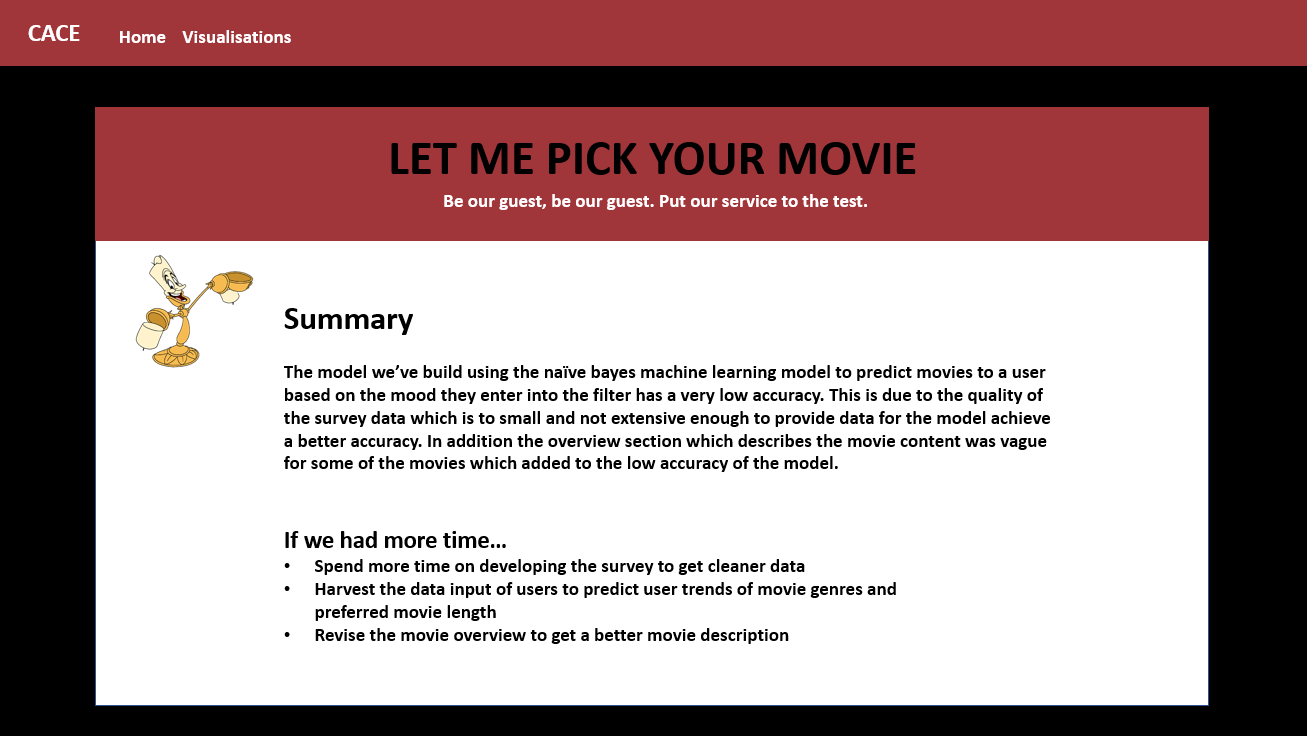 CACE
Home Visualisations
LET ME PICK YOUR MOVIE
Be our guest, be our guest. Put our service to the test.
Summary
The model we’ve build using the naïve bayes machine learning model to predict movies to a user
based on the mood they enter into the filter has a very low accuracy. This is due to the quality of
the survey data which is to small and not extensive enough to provide data for the model achieve
a better accuracy. In addition the overview section which describes the movie content was vague
for some of the movies which added to the low accuracy of the model.
If we had more time…
• Spend more time on developing the survey to get cleaner data
• Harvest the data input of users to predict user trends of movie genres and
preferred movie length
• Revise the movie overview to get a better movie description